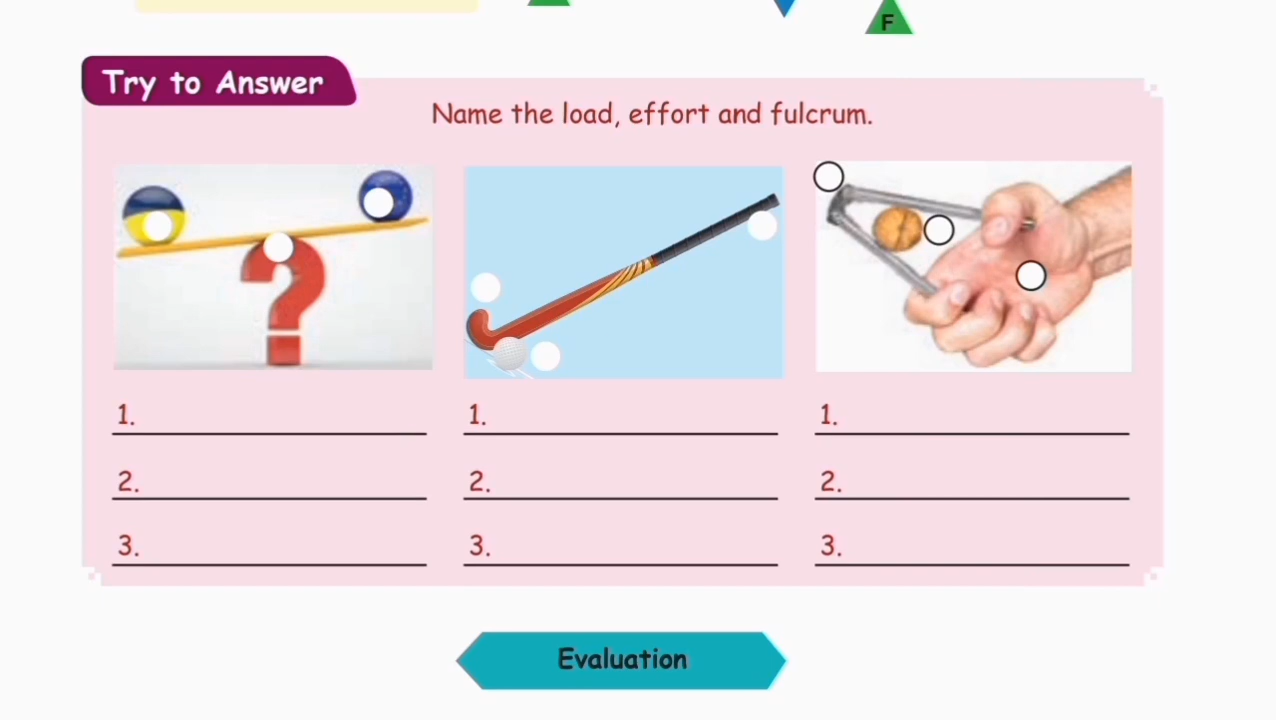 F
Try to Answer
Name the load, effort and fulcrum.
?
1.
1.
1.
2.
2.
2.
3.
3.
3.
Evaluation